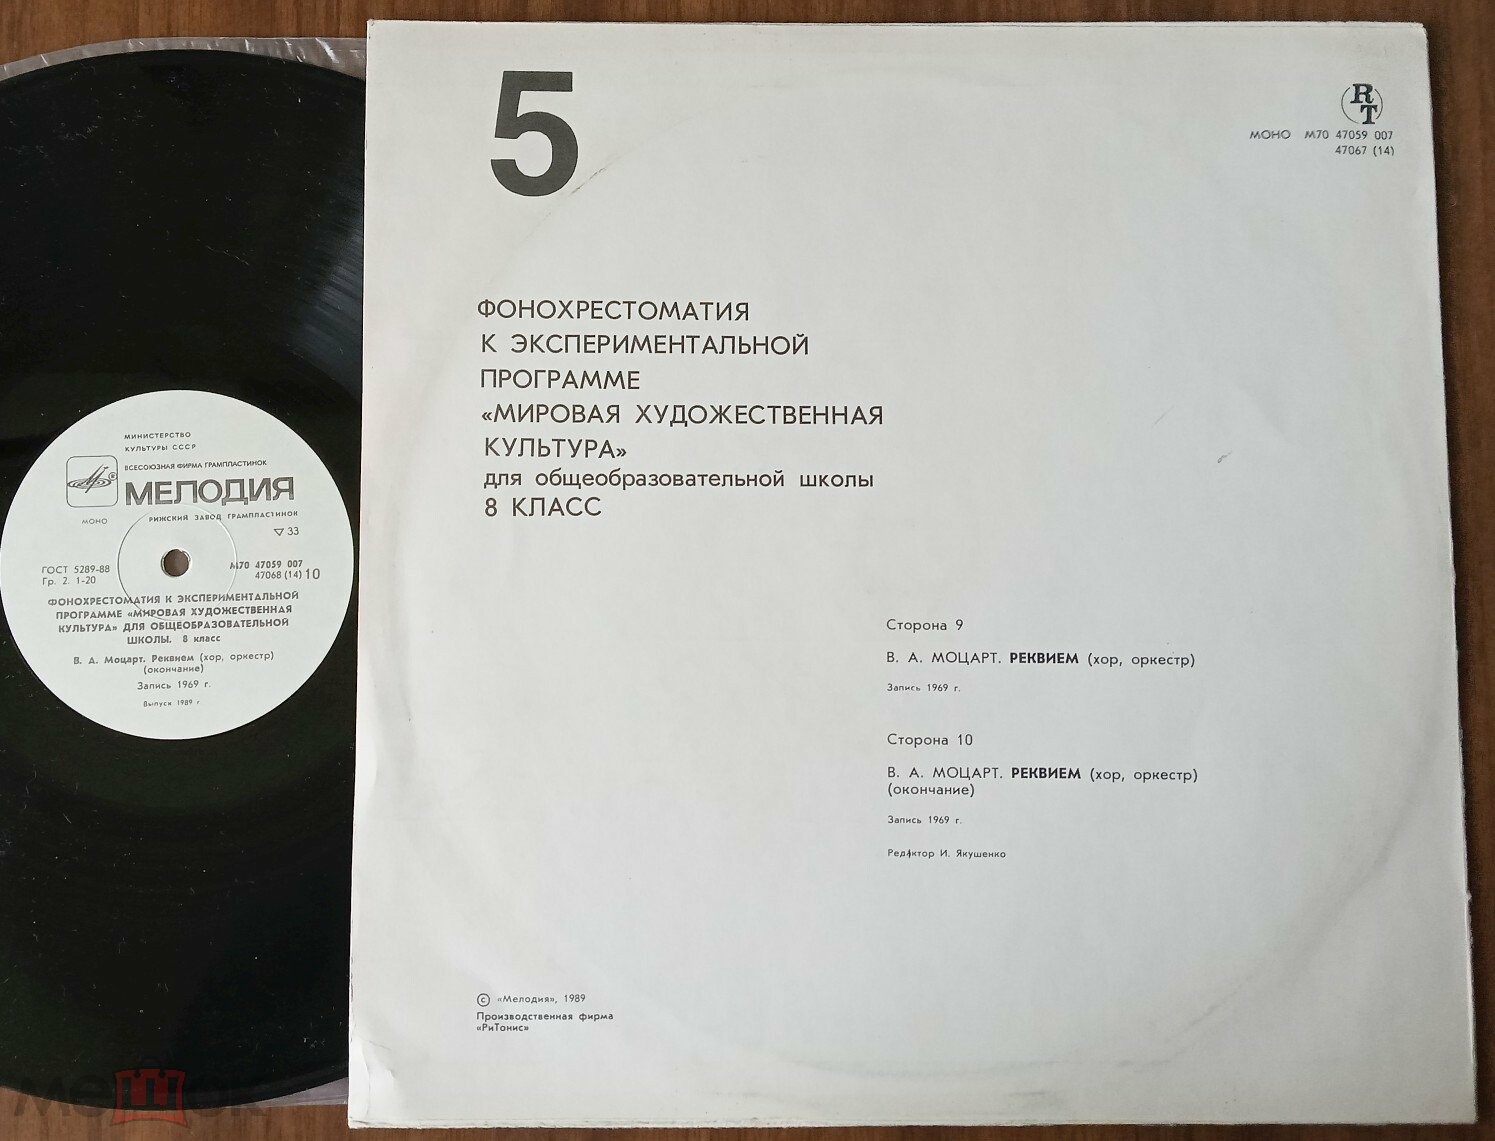 МИНИСТЕРСТВО
КУЛЬТУРЫ СССР
ВСЕСОЮЗНАЯ ФИРМА ГРАМПЛАСТИНОК
МЕЛОДИЯ
®
МОНО
РИЖСКИЙ ЗАВОД ГРАМПЛАСТИНОК
▽ 33
ГОСТ 5289-88
Гр. 2. 1-20
М70 47059 007
47068 (14) 10
ФОНОХРЕСТОМАТИЯ К ЭКСПЕРИМЕНТАЛЬНОЙ
ПРОГРАММЕ «МИРОВАЯ ХУДОЖЕСТВЕННАЯ
КУЛЬТУРА» ДЛЯ ОБЩЕОБРАЗОВАТЕЛЬНОЙ
ШКОЛЫ. 8 класс
В. А. Моцарт. Реквием (хор, оркестр)
(окончание)
Запись 1969 г.
Выпуск 1989 г
5
RT
МОНО М70 47059 007
47067 (14)
ФОНОХРЕСТОМАТИЯ
К ЭКСПЕРИМЕНТАЛЬНОЙ
ПРОГРАММЕ
«МИРОВАЯ ХУДОЖЕСТВЕННАЯ
КУЛЬТУРА»
для общеобразовательной школы
8 КЛАСС
Сторона 9
В. А. МОЦАРТ. РЕКВИЕМ (хор, оркестр)
Запись 1969 г.
Сторона 10
В. А. МОЦАРТ. РЕКВИЕМ (хор, оркестр)
(окончание)
Запись 1969 г.
Редактор И. Якушенко
© «Мелодия», 1989
Производственная фирма
«РиТонис»
мешок